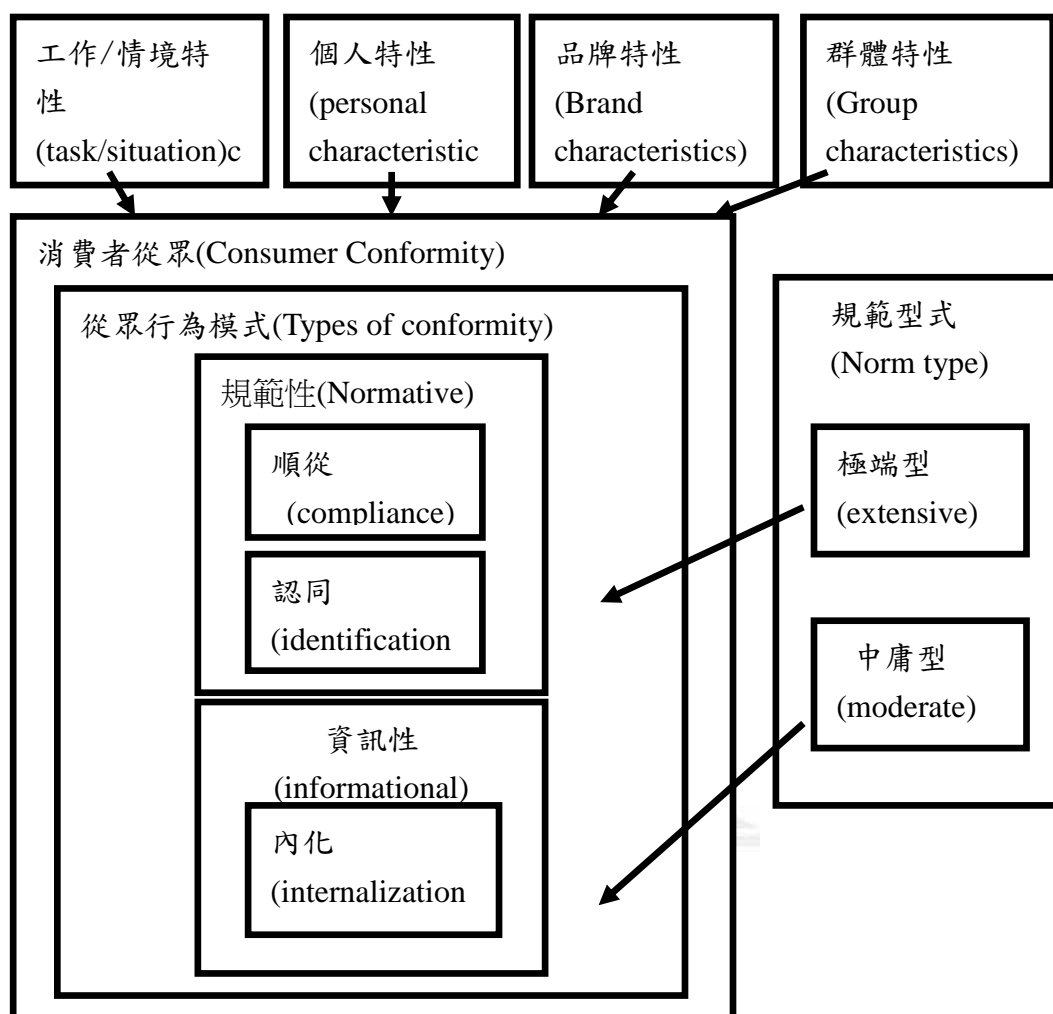 工作/情境特
性
(task/situation)c
個人特性
(personal
characteristic
品牌特性
(Brand
characteristics)
群體特性
(Group
characteristics)
消費者從眾(Consumer Conformity)
從眾行為模式(Types of conformity)
規範性(Normative)
順從
(compliance)
認同
(identification
資訊性
(informational)
內化
(internalization
規範型式
(Norm type)
極端型
(extensive)
中庸型
(moderate)